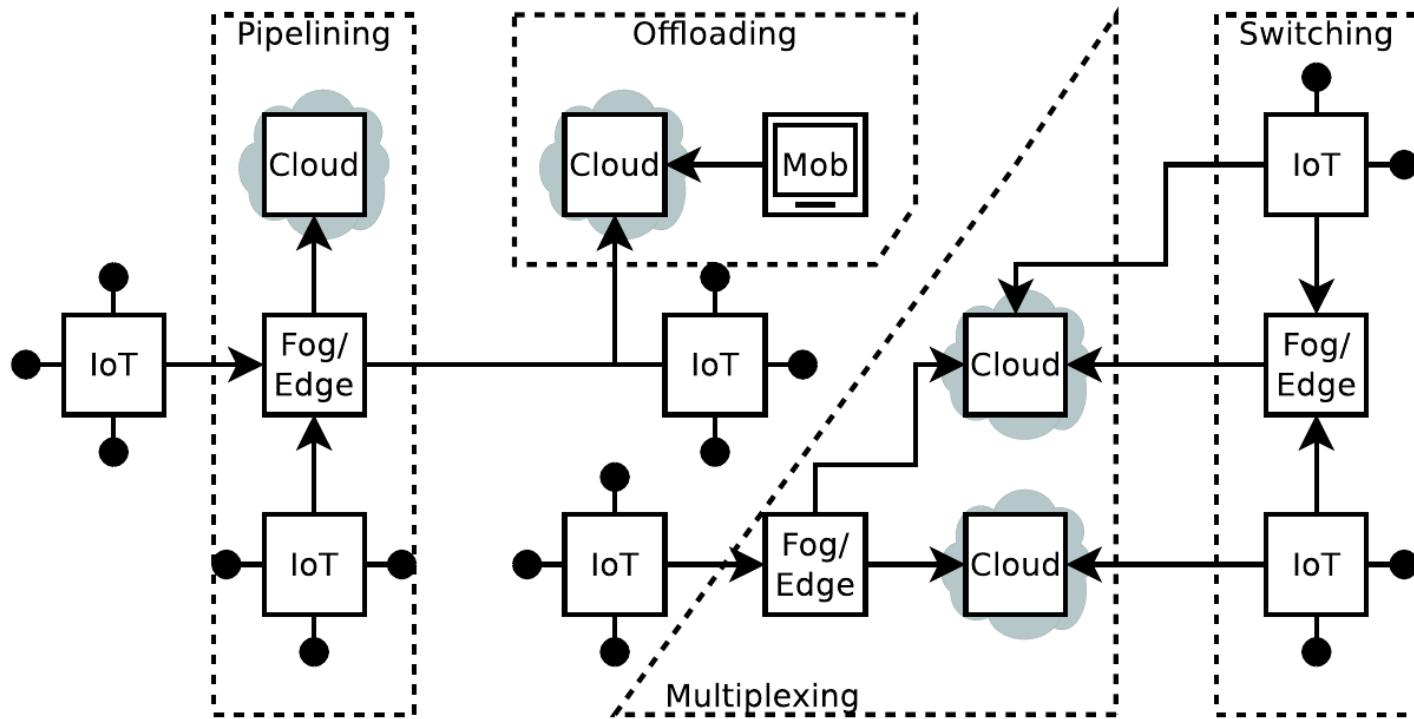 Pipelining
Offloading
Switching
Cloud
Cloud
Mob
IoT
IoT
Fog/
Edge
IoT
Cloud
Fog/
Edge
IoT
IoT
Fog/
Edge
Cloud
IoT
Multiplexing